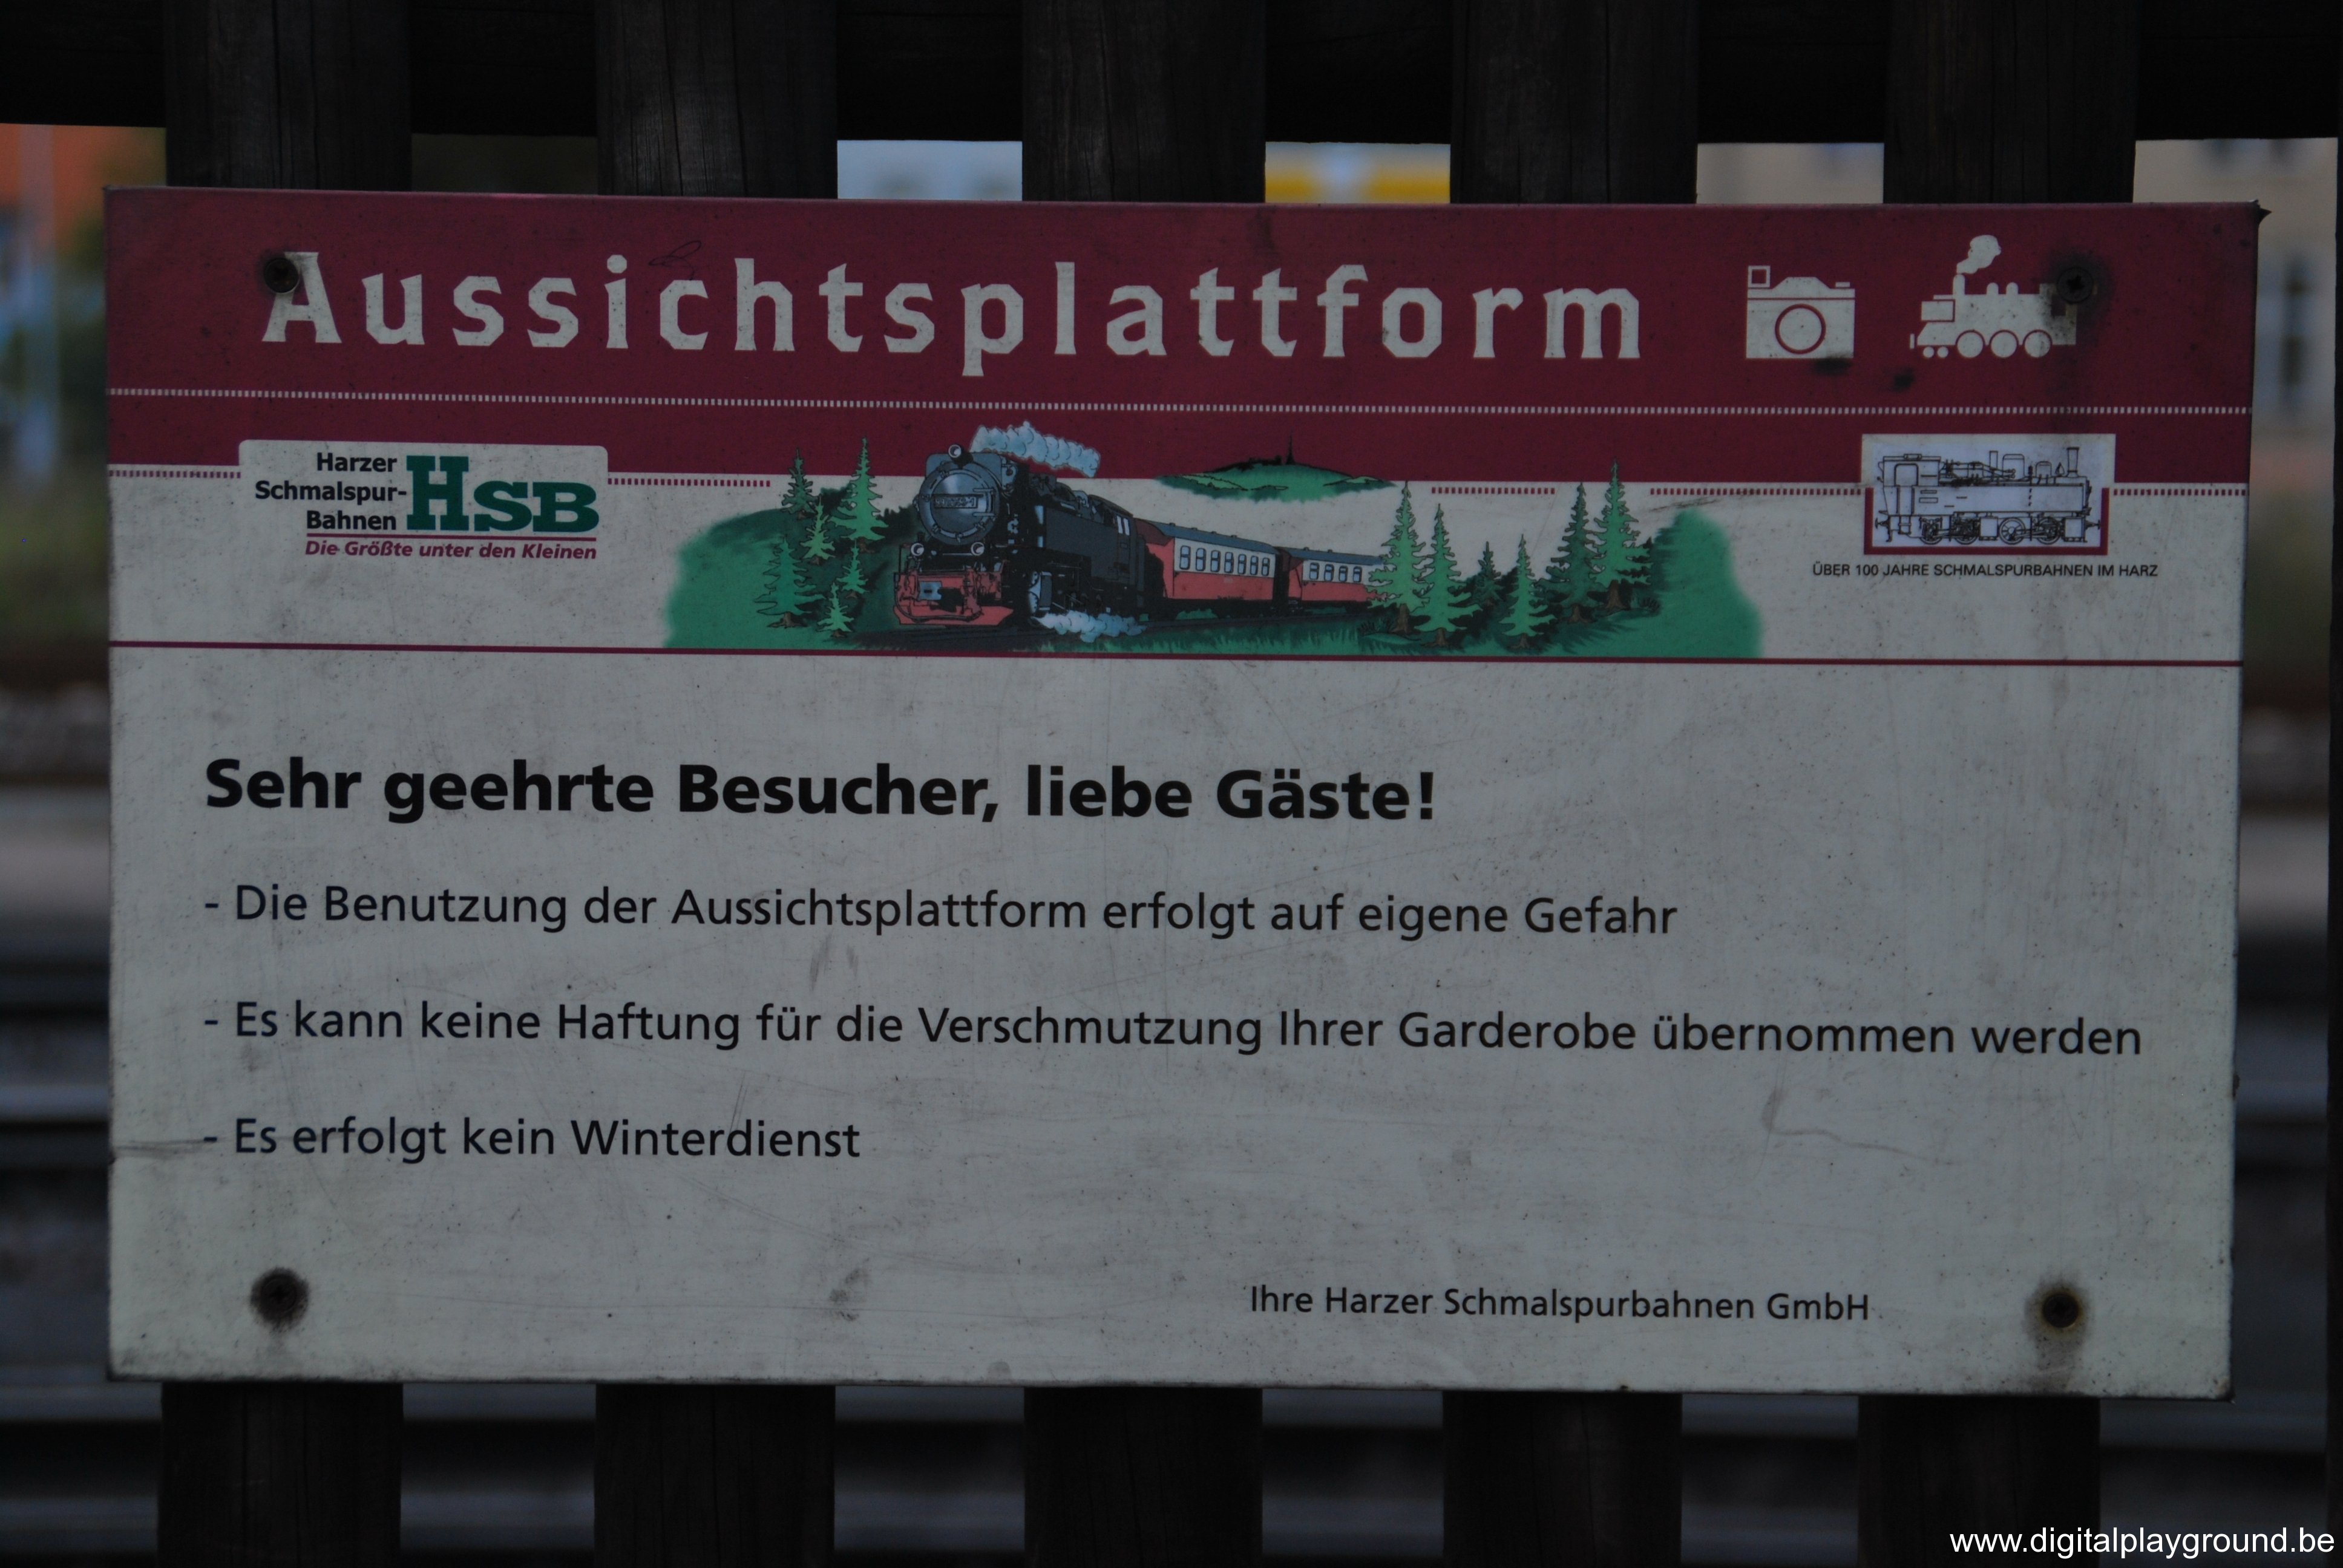 Aussichtsplattform
Harzer
Schmalspur-
Bahnen
HSB
Die Größte unter den Kleinen
ÜBER 100 JAHRE SCHMALSPURBAHNEN IM HARZ
Sehr geehrte Besucher, liebe Gäste!
- Die Benutzung der Aussichtsplattform erfolgt auf eigene Gefahr
- Es kann keine Haftung für die Verschmutzung Ihrer Garderobe übernommen werden
- Es erfolgt kein Winterdienst
Ihre Harzer Schmalspurbahnen GmbH
www.digitalplayground.be